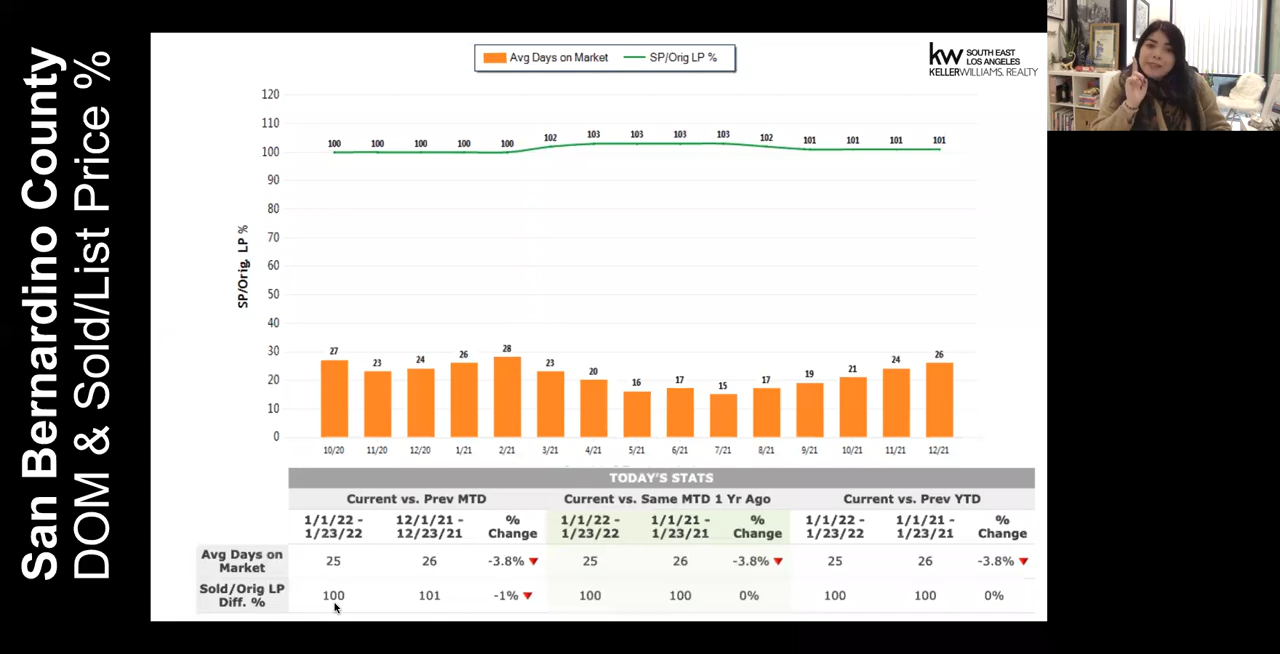 San Bernardino County
DOM & Sold/List Price %
Avg Days on Market SP/Orig LP %
kw SOUTH EAST
LOS ANGELES
KELLERWILLIAMS. REALTY
SP/Orig, LP %
120
110
100
90
80
70
60
50
40
30
20
10
0
100 100 100 100 100 102 103 103 103 103 102 101 101 101 101
27 23 24 26 28 23 20 16 17 15 17 19 21 24 26
10/20 11/20 12/20 1/21 2/21 3/21 4/21 5/21 6/21 7/21 8/21 9/21 10/21 11/21 12/21
TODAY'S STATS
Current vs. Prev MTD Current vs. Same MTD 1 Yr Ago Current vs. Prev YTD
1/1/22 - 12/1/21 - % 1/1/22 - 1/1/21 - % 1/1/22 - 1/1/21 - %
1/23/22 12/23/21 Change 1/23/22 1/23/21 Change 1/23/22 1/23/21 Change
Avg Days on
Market 25 26 -3.8% 25 26 -3.8% 25 26 -3.8%
Sold/Orig LP
Diff. % 100 101 -1% 100 100 0% 100 100 0%